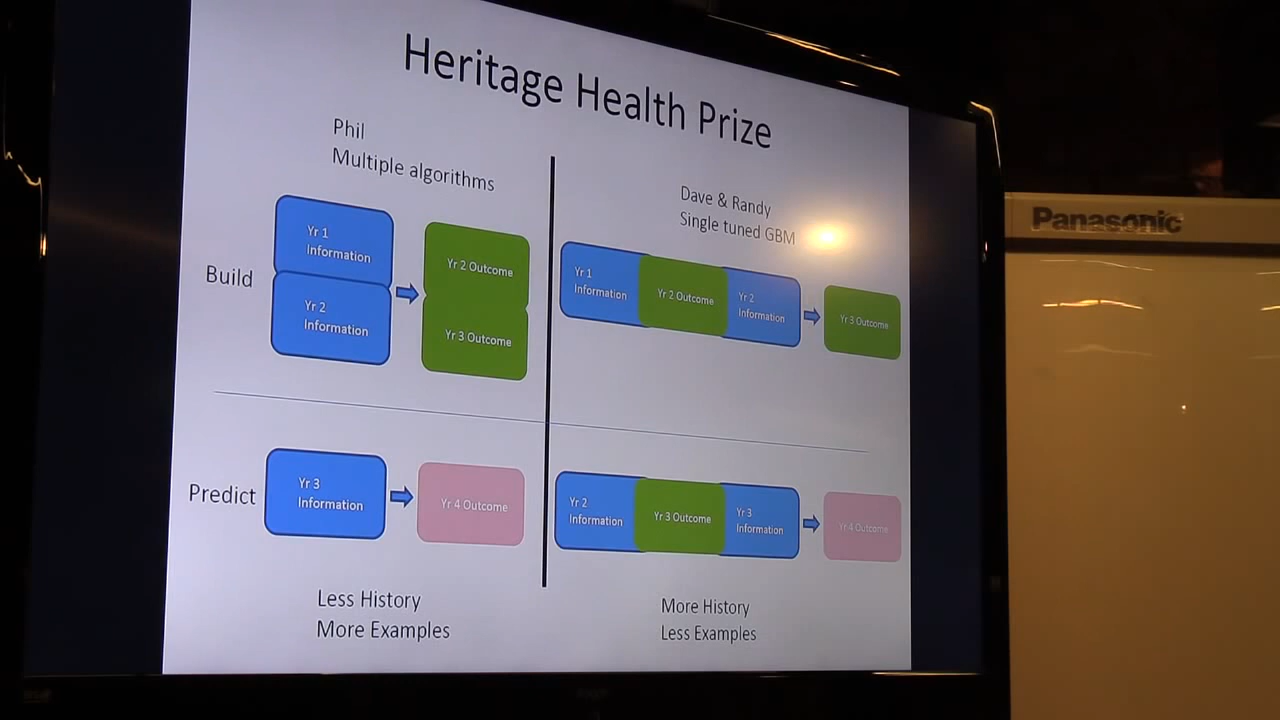 Heritage Health Prize
Phil
Multiple algorithms
Dave & Randy
Single tuned GBM
Panasonic
Build
Yr 1
Information
Yr 2
Information
Yr 2 Outcome
Yr 3 Outcome
Yr 1
Information
Yr 2 Outcome
Yr 2
Information
Yr 3 Outcome
Predict
Yr 3
Information
Yr 4 Outcome
Yr 2
Information
Yr 3 Outcome
Yr 3
Information
Yr 4 Outcome
Less History
More Examples
More History
Less Examples